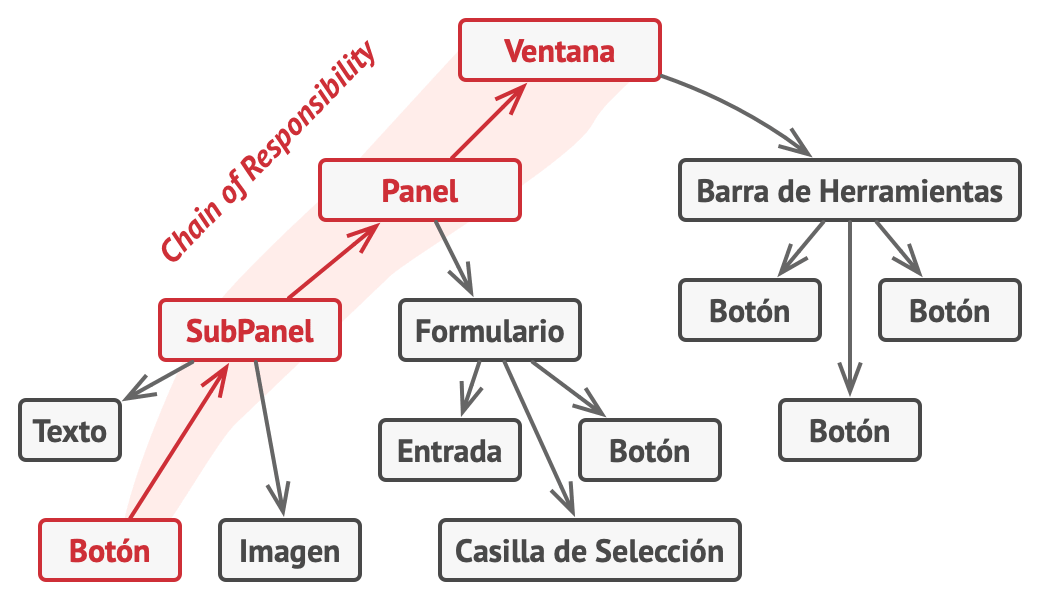 Ventana
Chain of Responsibility
Panel
Barra de Herramientas
SubPanel
Formulario
Botón
Botón
Texto
Entrada
Botón
Botón
Botón
Imagen
Casilla de Selección